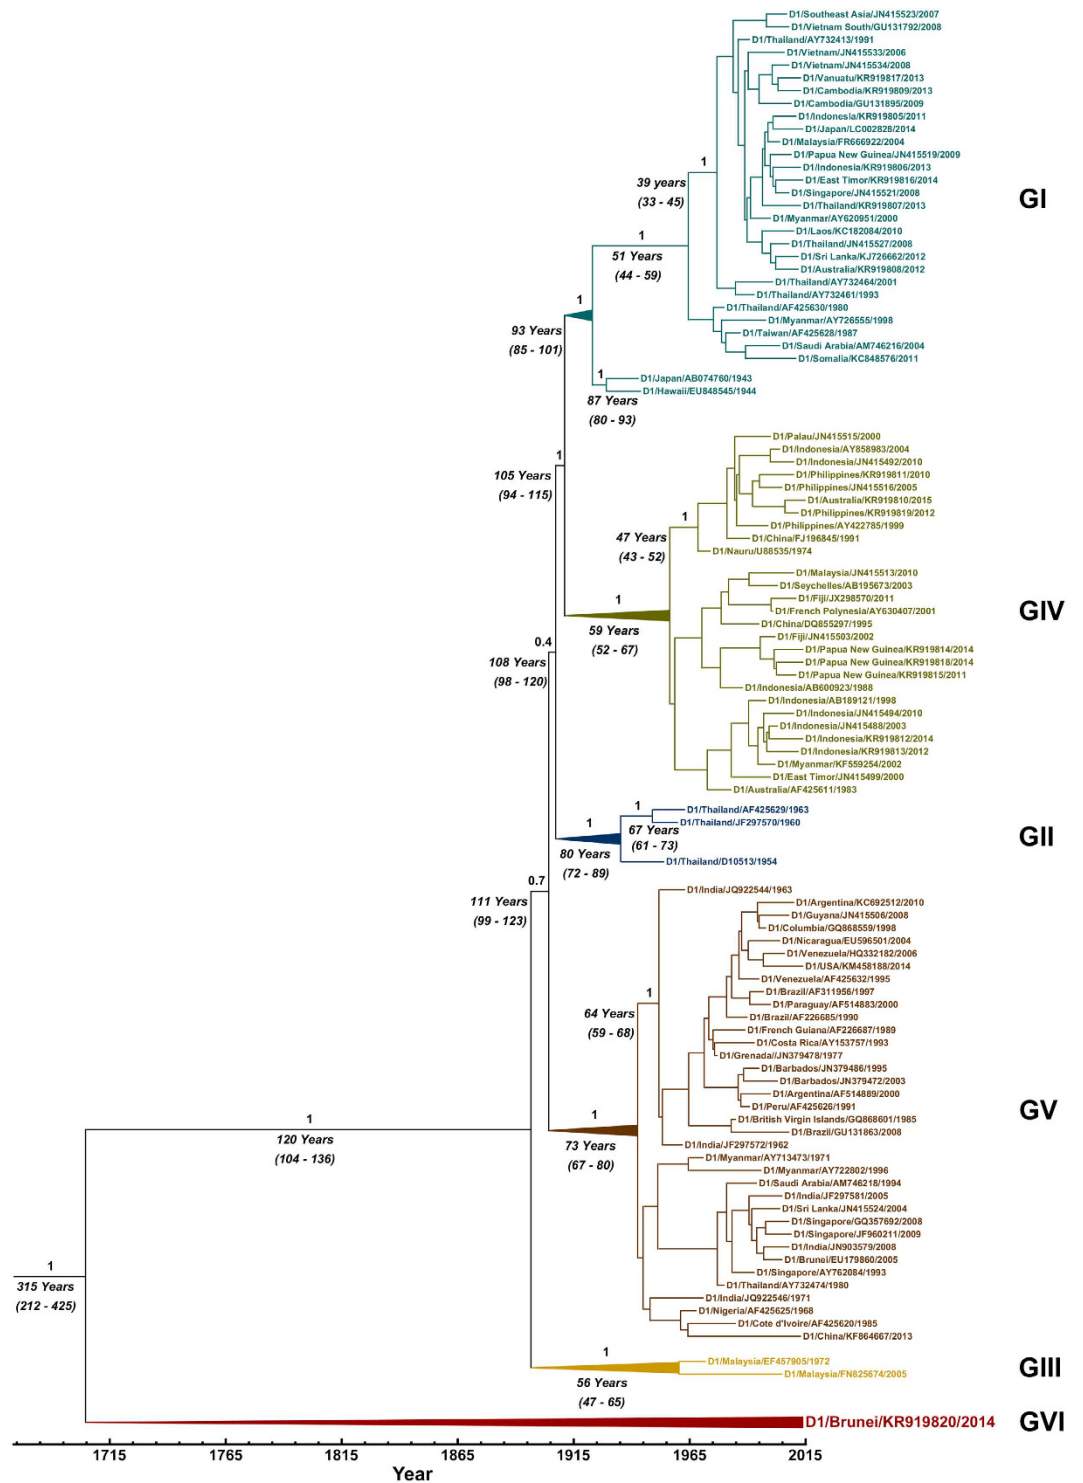 D1/Southeast Asia/JN415523/2007
D1/Vietnam South/GU131792/2008
D1/Thailand/AY732413/1991
D1/Vietnam/JN415533/2006
D1/Vietnam/JN415534/2008
D1/Vanuatu/KR919817/2013
D1/Cambodia/KR919809/2013
D1/Cambodia/GU131895/2009
D1/Indonesia/KR919805/2011
D1/Japan/LC002828/2014
D1/Malaysia/FR666922/2004
D1/Papua New Guinea/JN415519/2009
1
D1/Indonesia/KR919806/2013
39 years
D1/East Timor/KR919816/2014
(33 - 45)
D1/Singapore/JN415521/2008
GI
D1/Thailand/KR919807/2013
D1/Myanmar/AY620951/2000
D1/Laos/KC182084/2010
1
D1/Thailand/JN415527/2008
51 Years
D1/Sri Lanka/KJ726662/2012
(44 - 59)
D1/Australia/KR919808/2012
D1/Thailand/AY732464/2001
D1/Thailand/AY732461/1993
1
D1/Thailand/AF425630/1980
D1/Myanmar/AY726555/1998
93 Years
D1/Taiwan/AF425628/1987
(85 - 101)
D1/Saudi Arabia/AM746216/2004
D1/Somalia/KC848576/2011
1
D1/Japan/AB074760/1943
D1/Hawaii/EU848545/1944
87 Years
(80 - 93)
D1/Palau/JN415515/2000
D1/Indonesia/AY858983/2004
1
D1/Indonesia/JN415492/2010
105 Years
D1/Philippines/KR919811/2010
(94 - 115)
D1/Philippines/JN415516/2005
D1/Australia/KR919810/2015
D1/Philippines/KR919819/2012
1
D1/Philippines/AY422785/1999
47 Years
D1/China/FJ196845/1991
(43 - 52)
D1/Nauru/U88535/1974
D1/Malaysia/JN415513/2010
D1/Seychelles/AB195673/2003
1
D1/Fiji/JX298570/2011
D1/French Polynesia/AY630407/2001
GIV
D1/China/DQ855297/1995
59 Years
(52 - 67)
D1/Fiji/JN415503/2002
0.4
D1/Papua New Guinea/KR919814/2014
108 Years
D1/Papua New Guinea/KR919818/2014
(98 - 120)
D1/Papua New Guinea/KR919815/2011
D1/Indonesia/AB600923/1988
D1/Indonesia/AB189121/1998
D1/Indonesia/JN415494/2010
D1/Indonesia/JN415488/2003
D1/Indonesia/KR919812/2014
D1/Indonesia/KR919813/2012
D1/Myanmar/KF559254/2002
D1/East Timor/JN415499/2000
D1/Australia/AF425611/1983
1
D1/Thailand/AF425629/1963
1
D1/Thailand/JF297570/1960
67 Years
(61 - 73)
GII
80 Years
D1/Thailand/D10513/1954
(72 - 89)
0.7
D1/India/JQ922544/1963
111 Years
D1/Argentina/KC692512/2010
(99 - 123)
D1/Guyana/JN415506/2008
D1/Columbia/GQ868559/1998
D1/Nicaragua/EU596501/2004
D1/Venezuela/HQ332182/2006
D1/USA/KM458188/2014
D1/Venezuela/AF425632/1995
1
D1/Brazil/AF311956/1997
64 Years
D1/Paraguay/AF514883/2000
(59 - 68)
D1/Brazil/AF226685/1990
D1/French Guiana/AF226687/1989
D1/Costa Rica/AY153757/1993
D1/Grenada//JN379478/1977
D1/Barbados/JN379486/1995
D1/Barbados/JN379472/2003
D1/Argentina/AF514889/2000
D1/Peru/AF425626/1991
GV
1
D1/British Virgin Islands/GQ868601/1985
1
D1/Brazil/GU131863/2008
120 Years
73 Years
D1/India/JF297572/1962
(104 - 136)
(67 - 80)
D1/Myanmar/AY713473/1971
D1/Myanmar/AY722802/1996
D1/Saudi Arabia/AM746218/1994
D1/India/JF297581/2005
D1/Sri Lanka/JN415524/2004
D1/Singapore/GQ357692/2008
D1/Singapore/JF960211/2009
D1/India/JN903579/2008
D1/Brunei/EU179860/2005
1
D1/Singapore/AY762084/1993
315 Years
D1/Thailand/AY732474/1980
(212 - 425)
D1/India/JQ922546/1971
D1/Nigeria/AF425625/1968
D1/Cote d'Ivoire/AF425620/1985
D1/China/KF864667/2013
1
D1/Malaysia/EF457905/1972
D1/Malaysia/FN825674/2005
GIII
56 Years
(47 - 65)
D1/Brunei/KR919820/2014
GVI
1715 1765 1815 1865 1915 1965 2015
Year